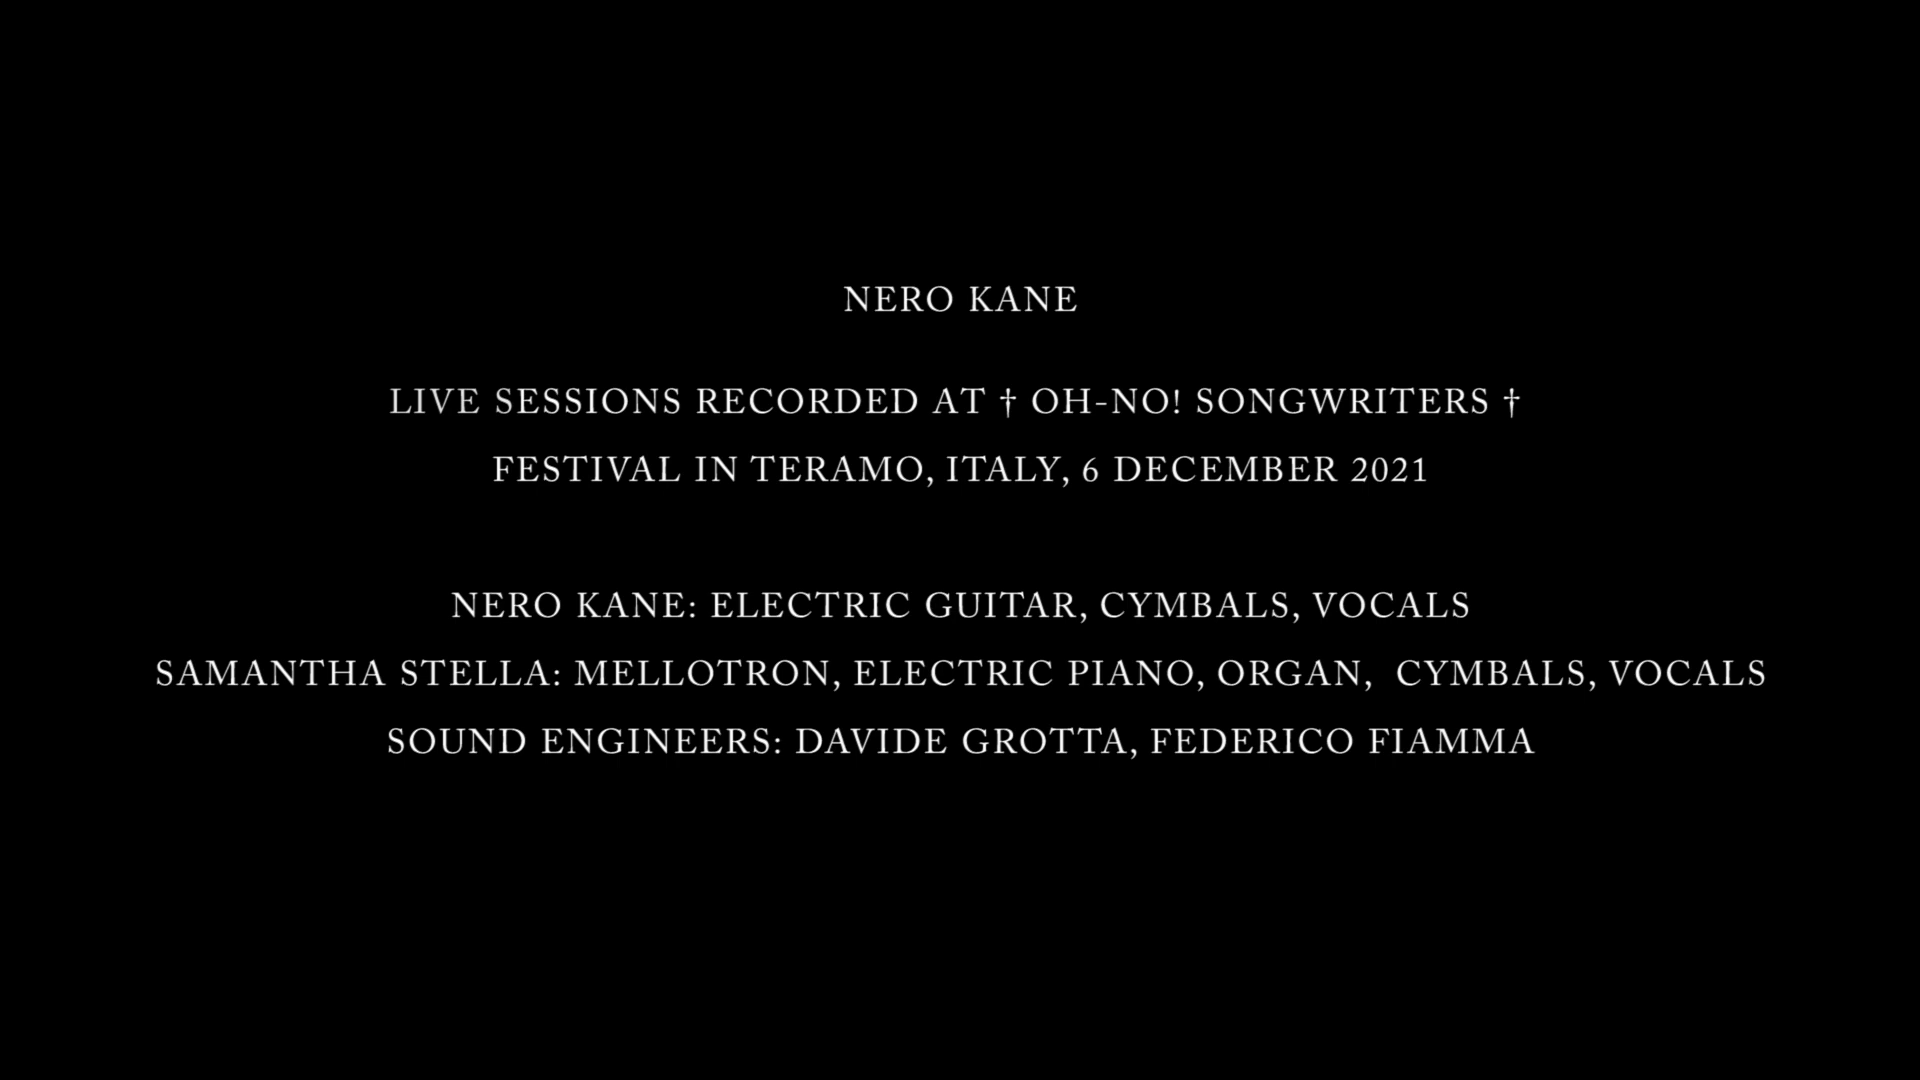 NERO KANE
LIVE SESSIONS RECORDED AT † OH-NO! SONGWRITERS †
FESTIVAL IN TERAMO, ITALY, 6 DECEMBER 2021
NERO KANE: ELECTRIC GUITAR, CYMBALS, VOCALS
SAMANTHA STELLA: MELLOTRON, ELECTRIC PIANO, ORGAN,  CYMBALS, VOCALS
SOUND ENGINEERS: DAVIDE GROTTA, FEDERICO FIAMMA